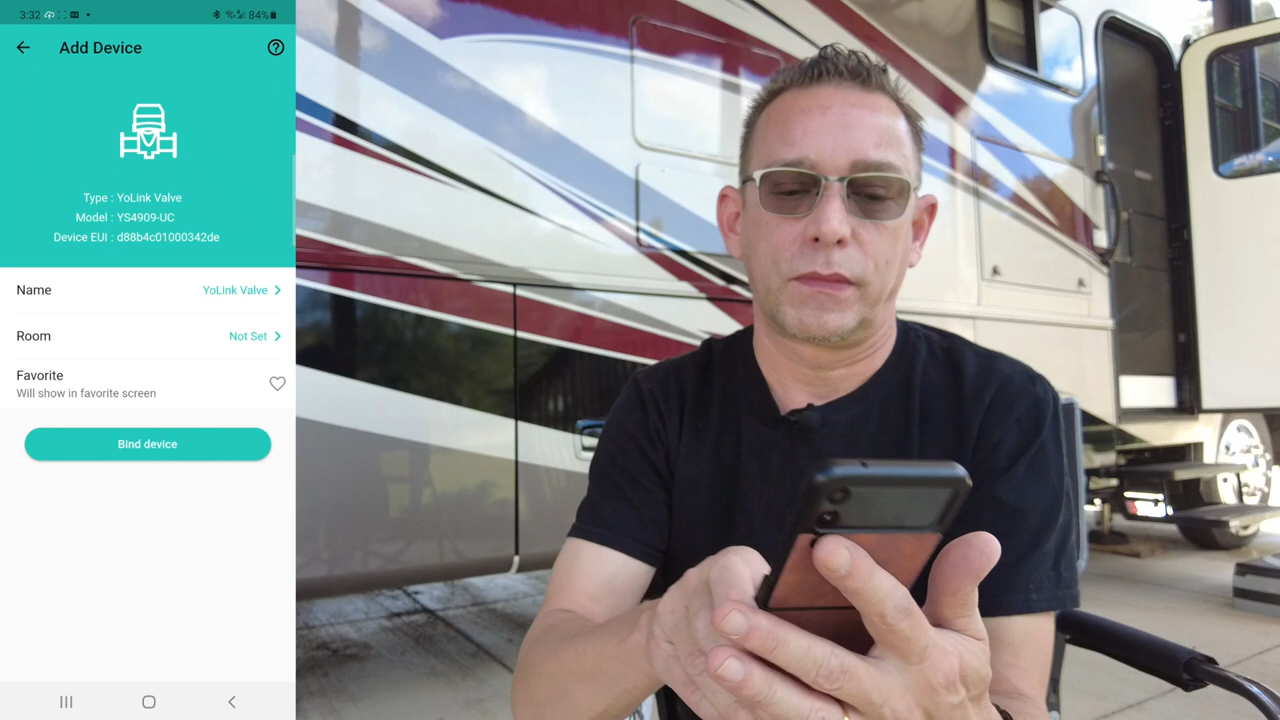 3:32
84%
Add Device
Type : YoLink Valve
Model : YS4909-UC
Device EUI : d88b4c01000342de
Name
YoLink Valve
Room
Not Set
Favorite
Will show in favorite screen
Bind device